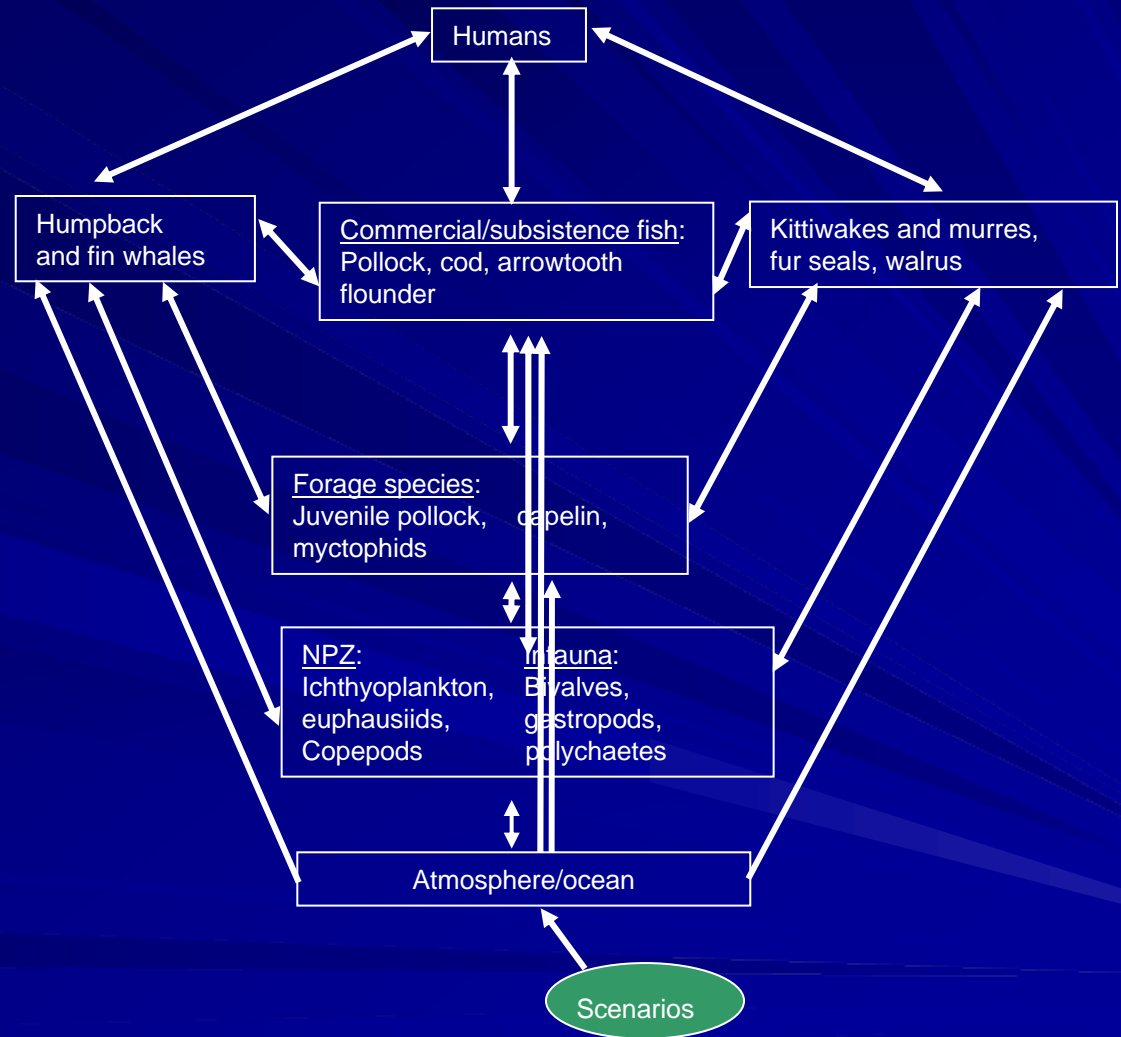 Humans
Humpback
and fin whales
Commercial/subsistence fish:
Pollock, cod, arrowtooth
flounder
Kittiwakes and murres,
fur seals, walrus
Forage species:
Juvenile pollock, capelin,
myctophids
NPZ: Infauna:
Ichthyoplankton, Bivalves,
euphausiids, gastropods,
Copepods polychaetes
Atmosphere/ocean
Scenarios